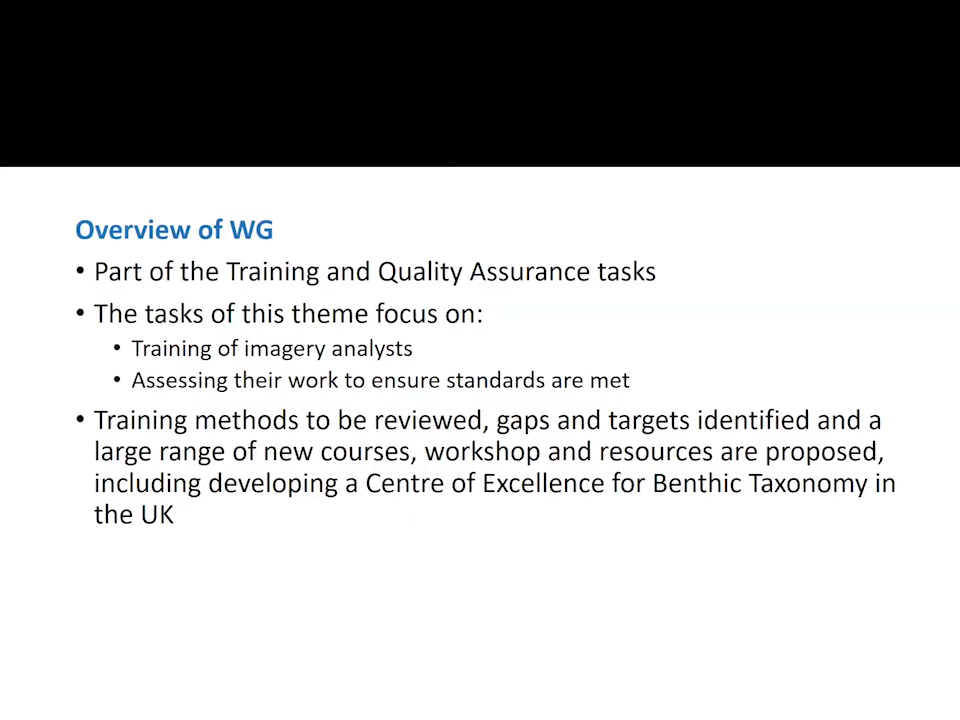 Overview of WG
• Part of the Training and Quality Assurance tasks
• The tasks of this theme focus on:
• Training of imagery analysts
• Assessing their work to ensure standards are met
• Training methods to be reviewed, gaps and targets identified and a
large range of new courses, workshop and resources are proposed,
including developing a Centre of Excellence for Benthic Taxonomy in
the UK